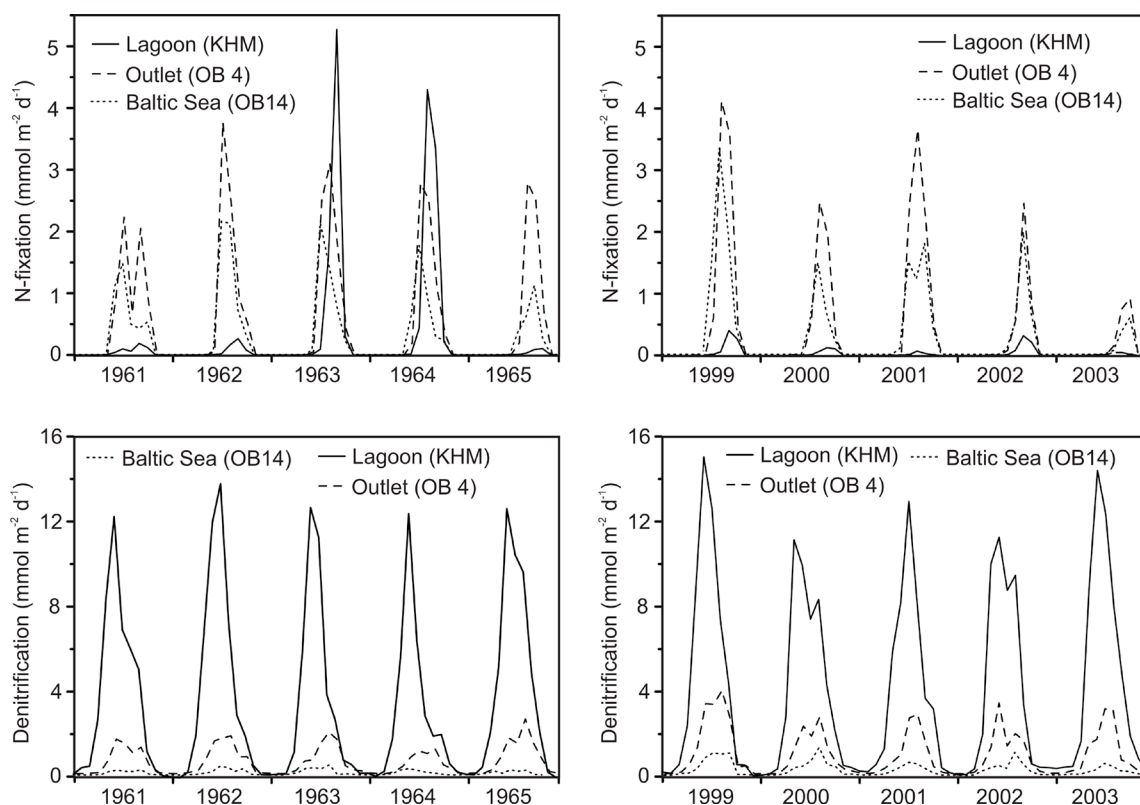 N-fixation (mmol m-2 d-1)
5
4
3
2
1
0
Lagoon (KHM)
Outlet (OB 4)
Baltic Sea (OB14)
1961 1962 1963 1964 1965
N-fixation (mmol m-2 d-1)
5
4
3
2
1
0
Lagoon (KHM)
Outlet (OB 4)
Baltic Sea (OB14)
1999 2000 2001 2002 2003
Denitrification (mmol m-2 d-1)
16
12
8
4
0
Baltic Sea (OB14) Lagoon (KHM)
Outlet (OB 4)
1961 1962 1963 1964 1965
Denitrification (mmol m-2 d-1)
16
12
8
4
0
Lagoon (KHM) Baltic Sea (OB14)
Outlet (OB 4)
1999 2000 2001 2002 2003